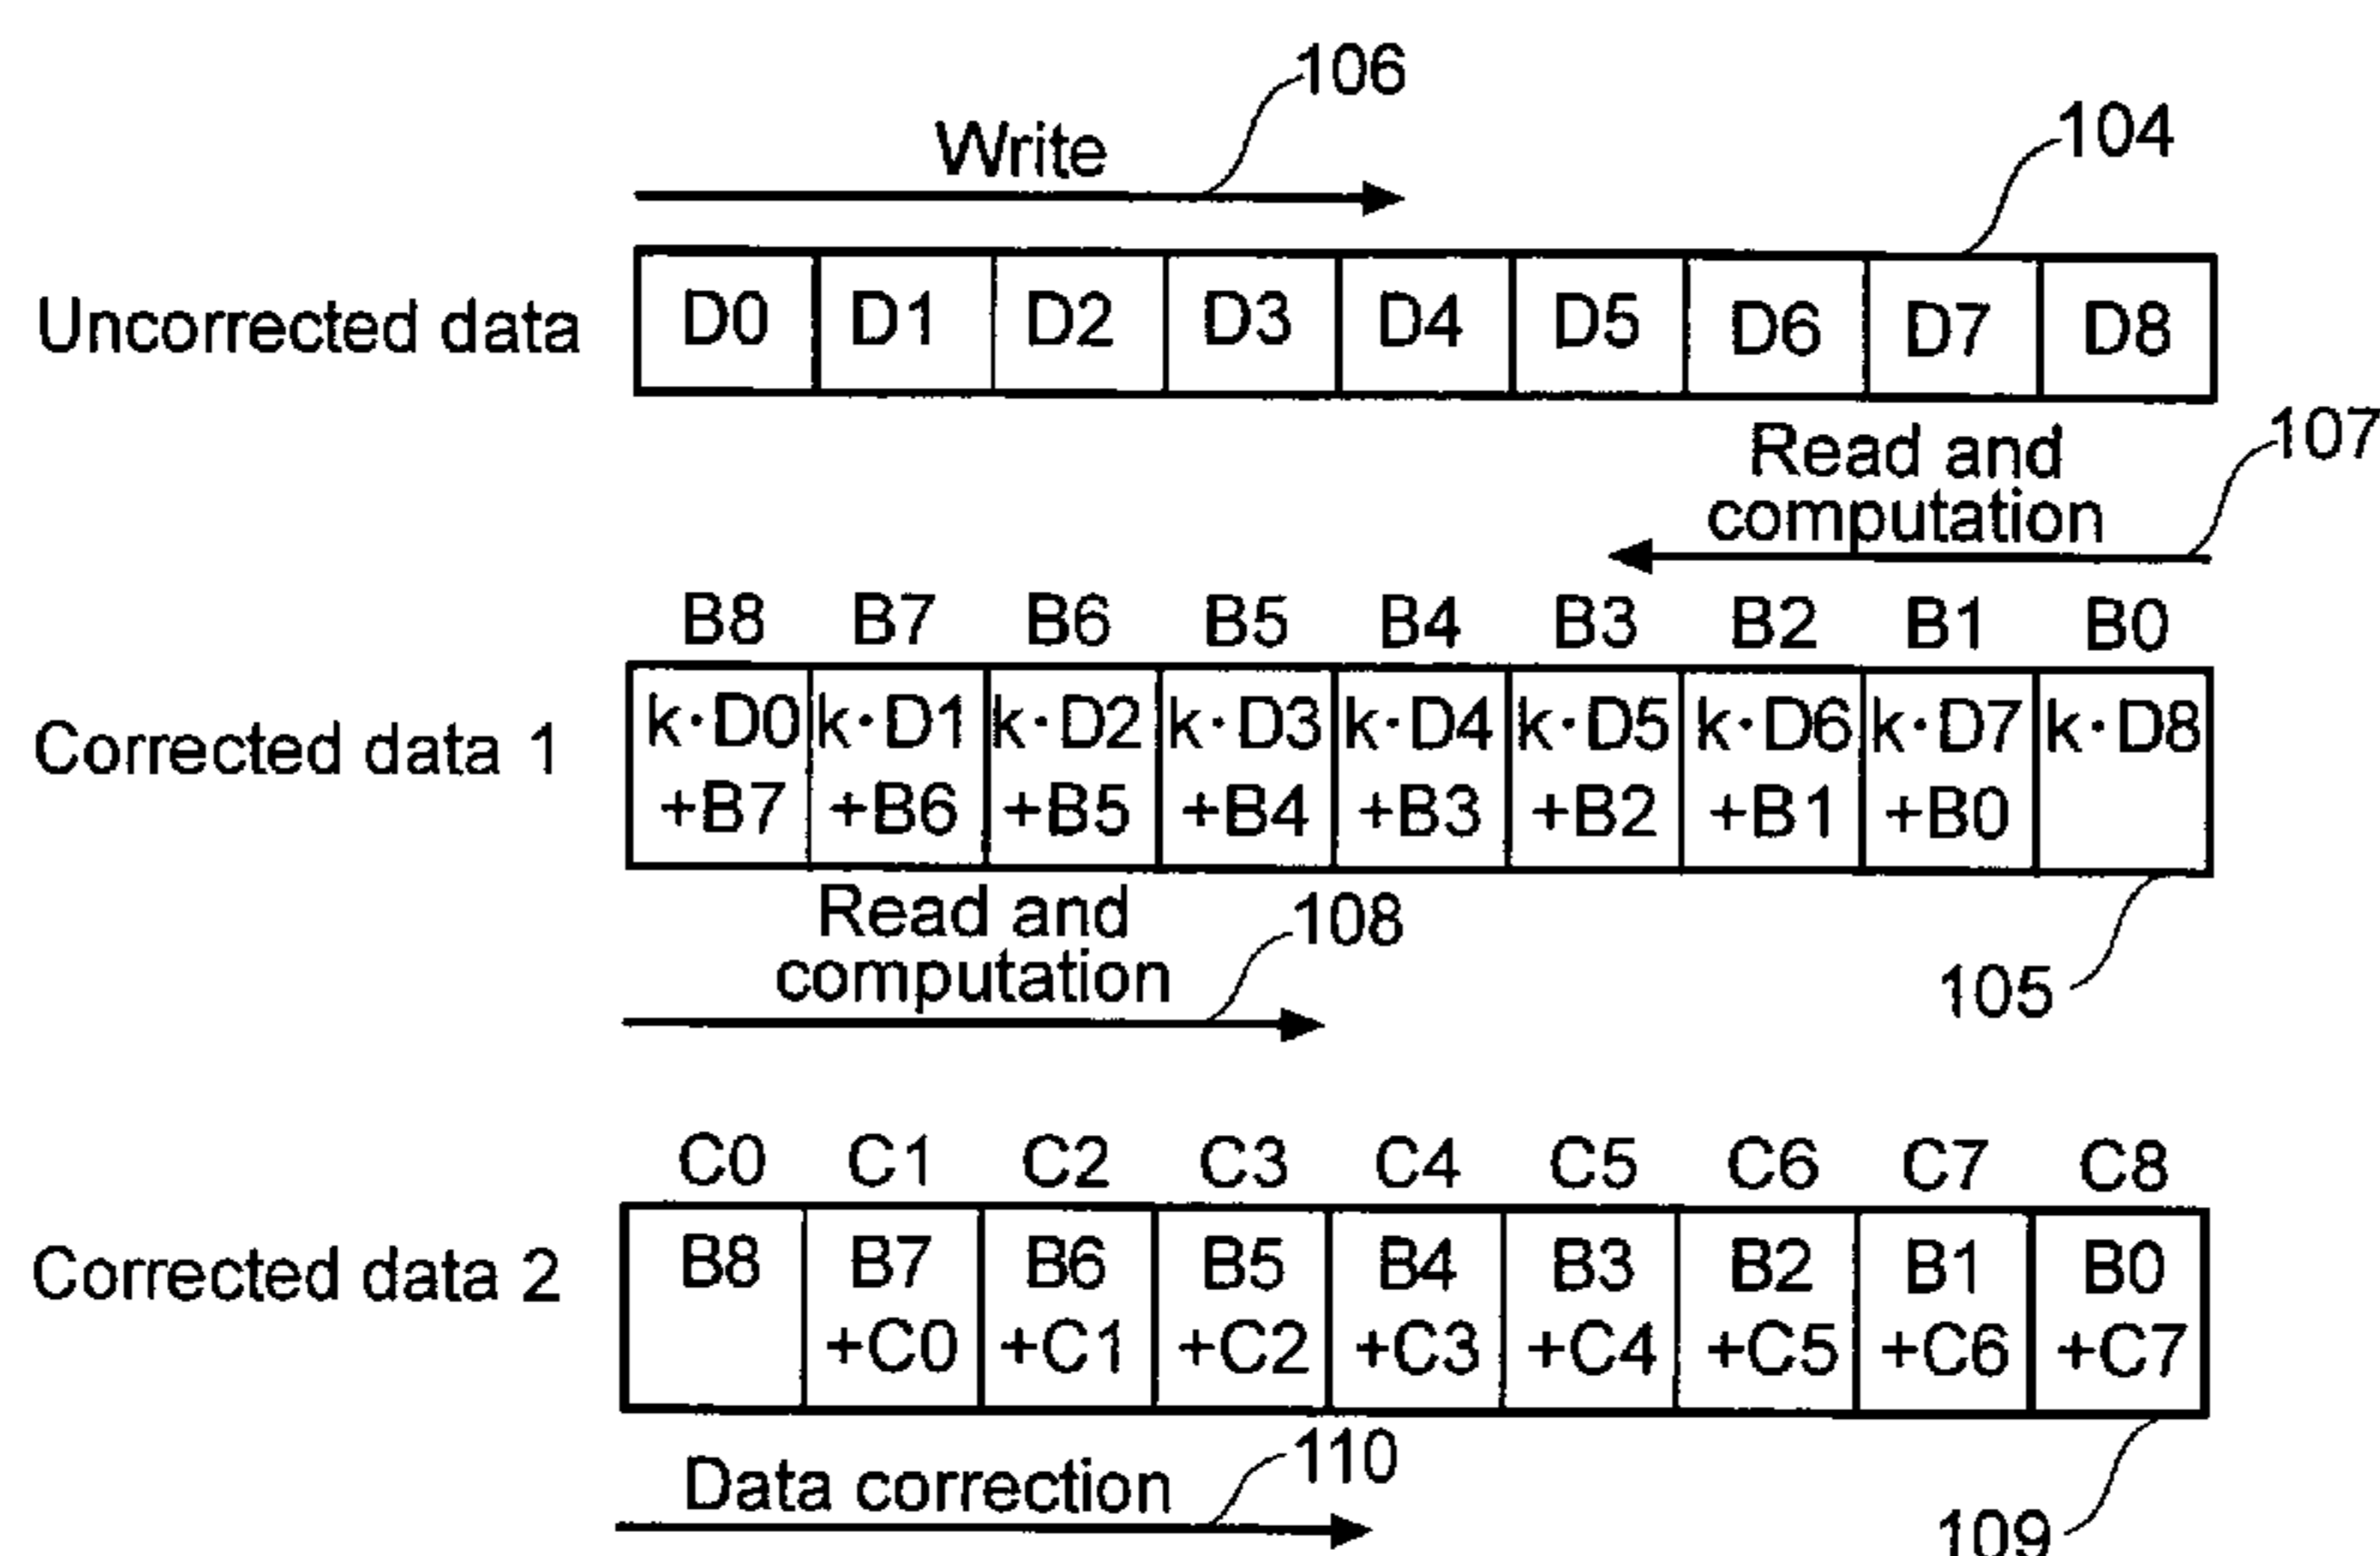 106
Write
104
Uncorrected data D0 D1 D2 D3 D4 D5 D6 D7 D8
107
Read and
computation
B8 B7 B6 B5 B4 B3 B2 B1 B0
Corrected data 1
k·D0 k·D1 k·D2 k·D3 k·D4 k·D5 k·D6 k·D7 k·D8
+B7 +B6 +B5 +B4 +B3 +B2 +B1 +B0
Read and
computation
108
105
C0 C1 C2 C3 C4 C5 C6 C7 C8
Corrected data 2
B8 B7 B6 B5 B4 B3 B2 B1 B0
+C0 +C1 +C2 +C3 +C4 +C5 +C6 +C7
Data correction
110
109